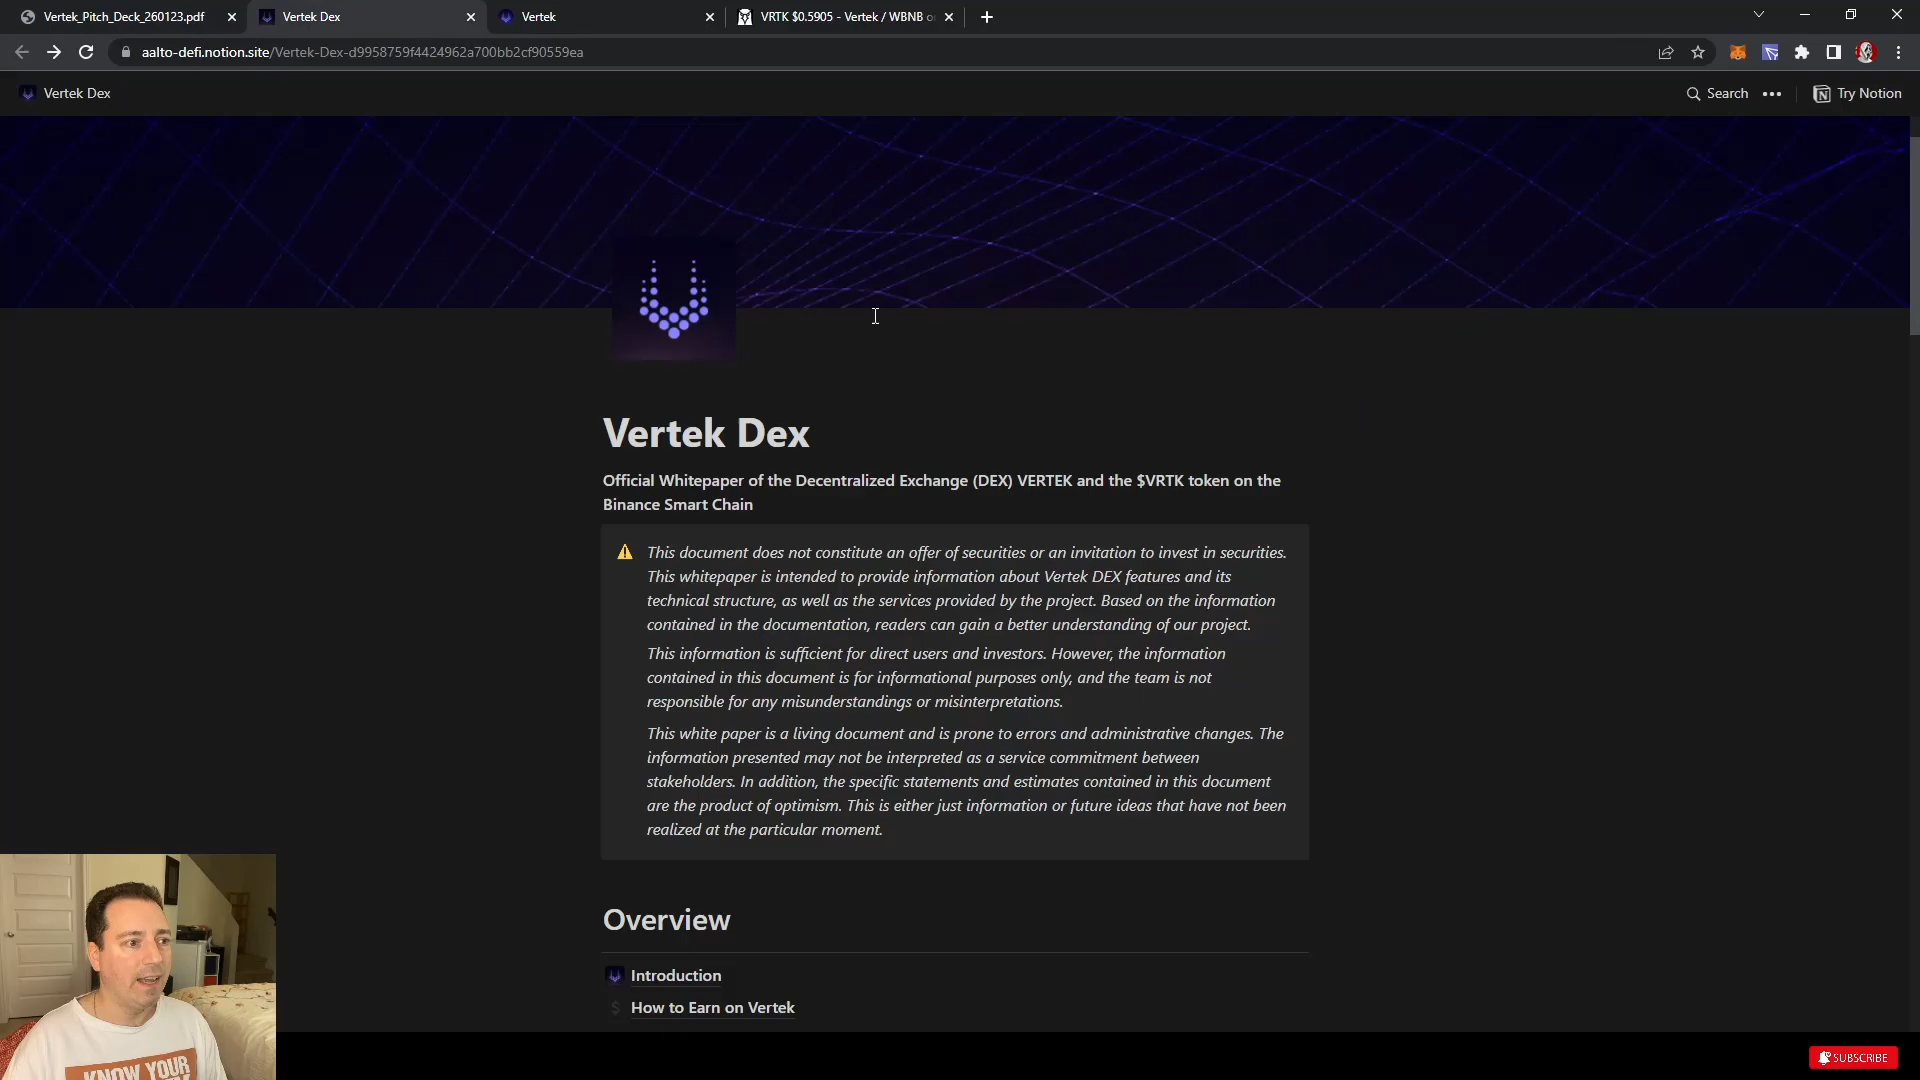 Vertek_Pitch_Deck_260123.pdf
Vertek Dex
Vertek
VRTK $0.5905 - Vertek / WBNB o
aalto-defi.notion.site/Vertek-Dex-d9958759f4424962a700bb2cf90559ea
Vertek Dex
Search
Try Notion
Vertek Dex
Official Whitepaper of the Decentralized Exchange (DEX) VERTEK and the $VRTK token on the
Binance Smart Chain
This document does not constitute an offer of securities or an invitation to invest in securities.
This whitepaper is intended to provide information about Vertek DEX features and its
technical structure, as well as the services provided by the project. Based on the information
contained in the documentation, readers can gain a better understanding of our project.
This information is sufficient for direct users and investors. However, the information
contained in this document is for informational purposes only, and the team is not
responsible for any misunderstandings or misinterpretations.
This white paper is a living document and is prone to errors and administrative changes. The
information presented may not be interpreted as a service commitment between
stakeholders. In addition, the specific statements and estimates contained in this document
are the product of optimism. This is either just information or future ideas that have not been
realized at the particular moment.
Overview
Introduction
$ How to Earn on Vertek
KNOW YOUR
SUBSCRIBE